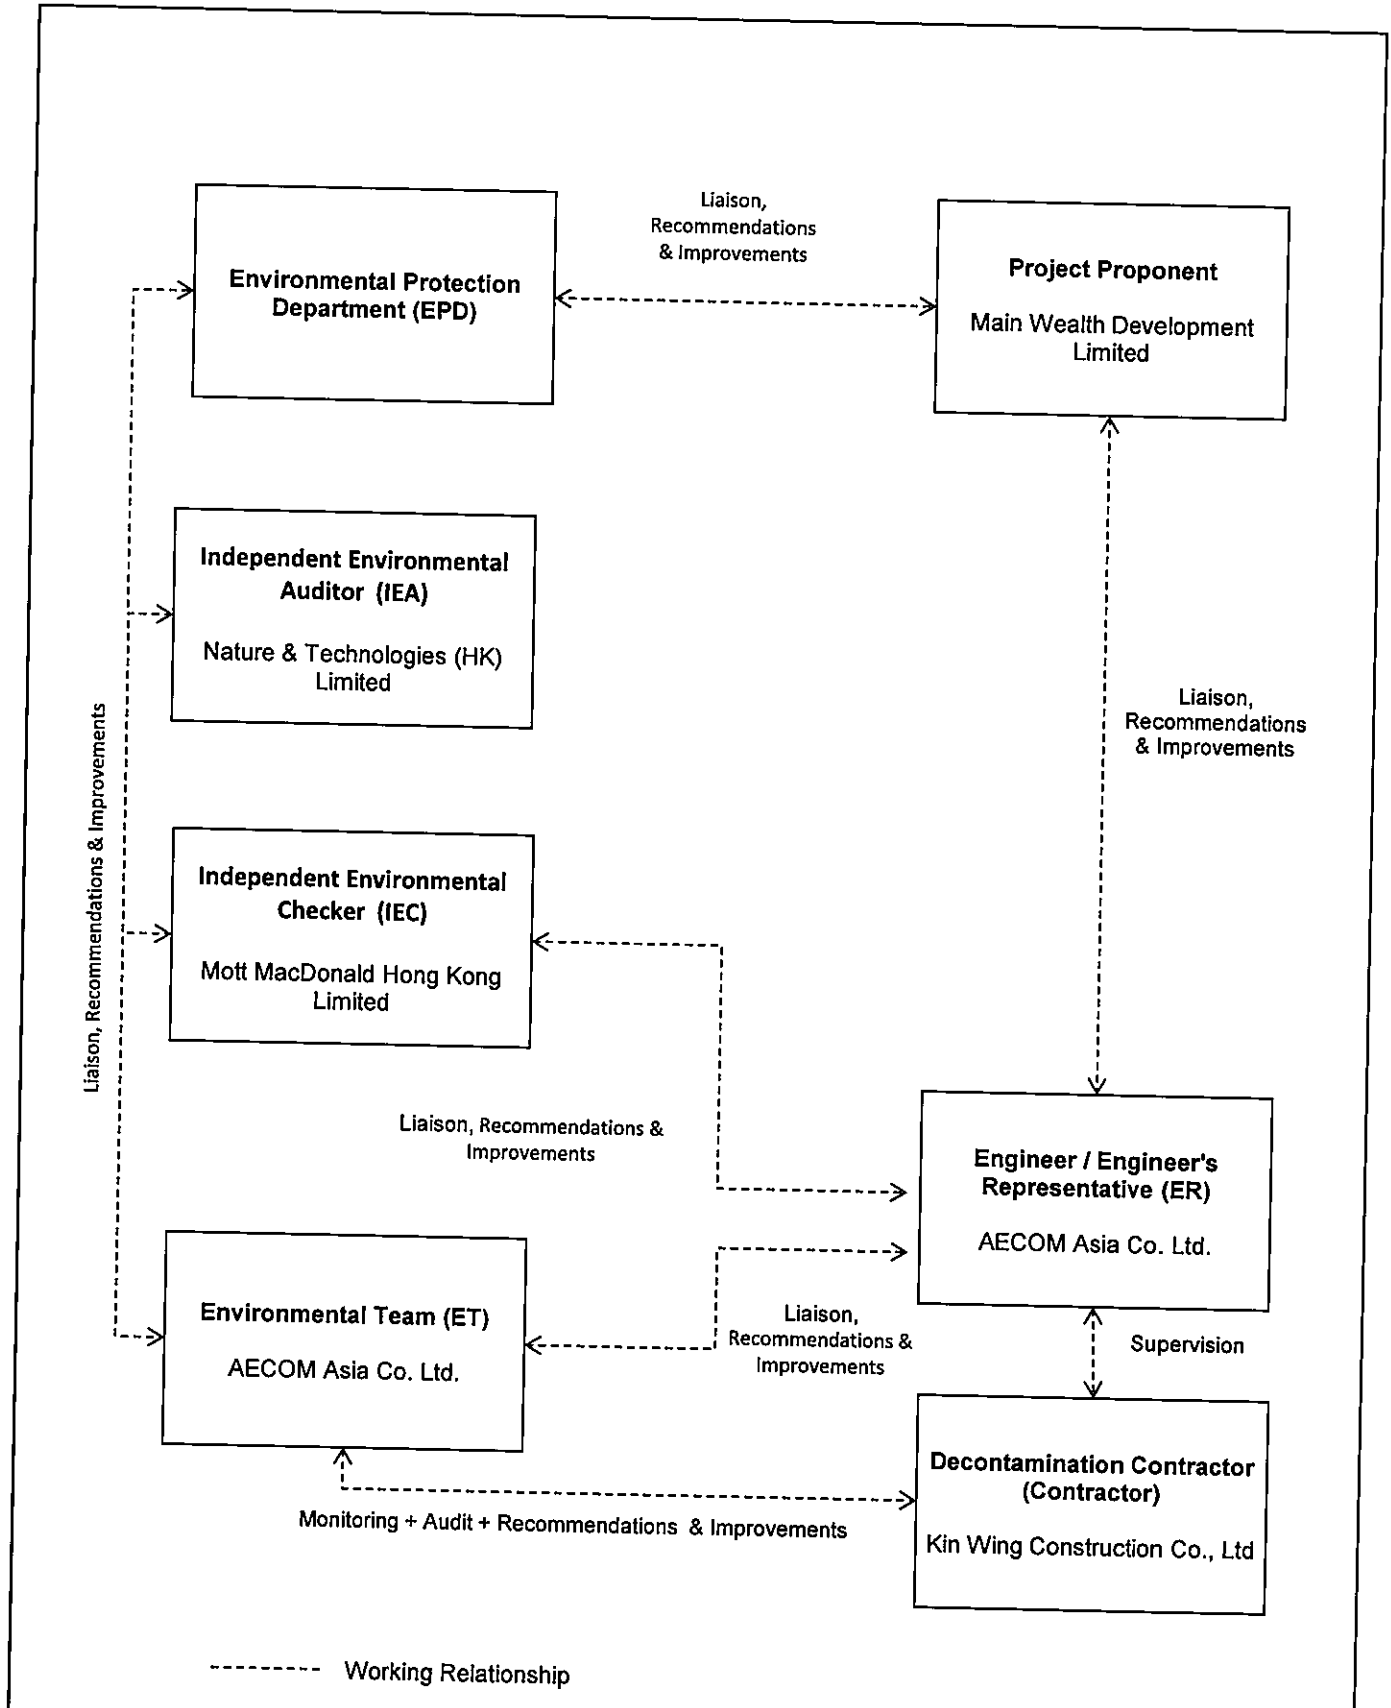 Liaison,
Recommendations
& Improvements
Environmental Protection
Department (EPD)
Project Proponent
Main Wealth Development
Limited
Independent Environmental
Auditor (IEA)
Nature & Technologies (HK)
Limited
Liaison,
Recommendations
& Improvements
Liaison, Recommendations & Improvements
Independent Environmental
Checker (IEC)
Mott MacDonald Hong Kong
Limited
Liaison, Recommendations &
Improvements
Engineer / Engineer's
Representative (ER)
AECOM Asia Co. Ltd.
Environmental Team (ET)
AECOM Asia Co. Ltd.
Liaison,
Recommendations &
Improvements
Supervision
Decontamination Contractor
(Contractor)
Kin Wing Construction Co., Ltd
Monitoring + Audit + Recommendations & Improvements
Working Relationship